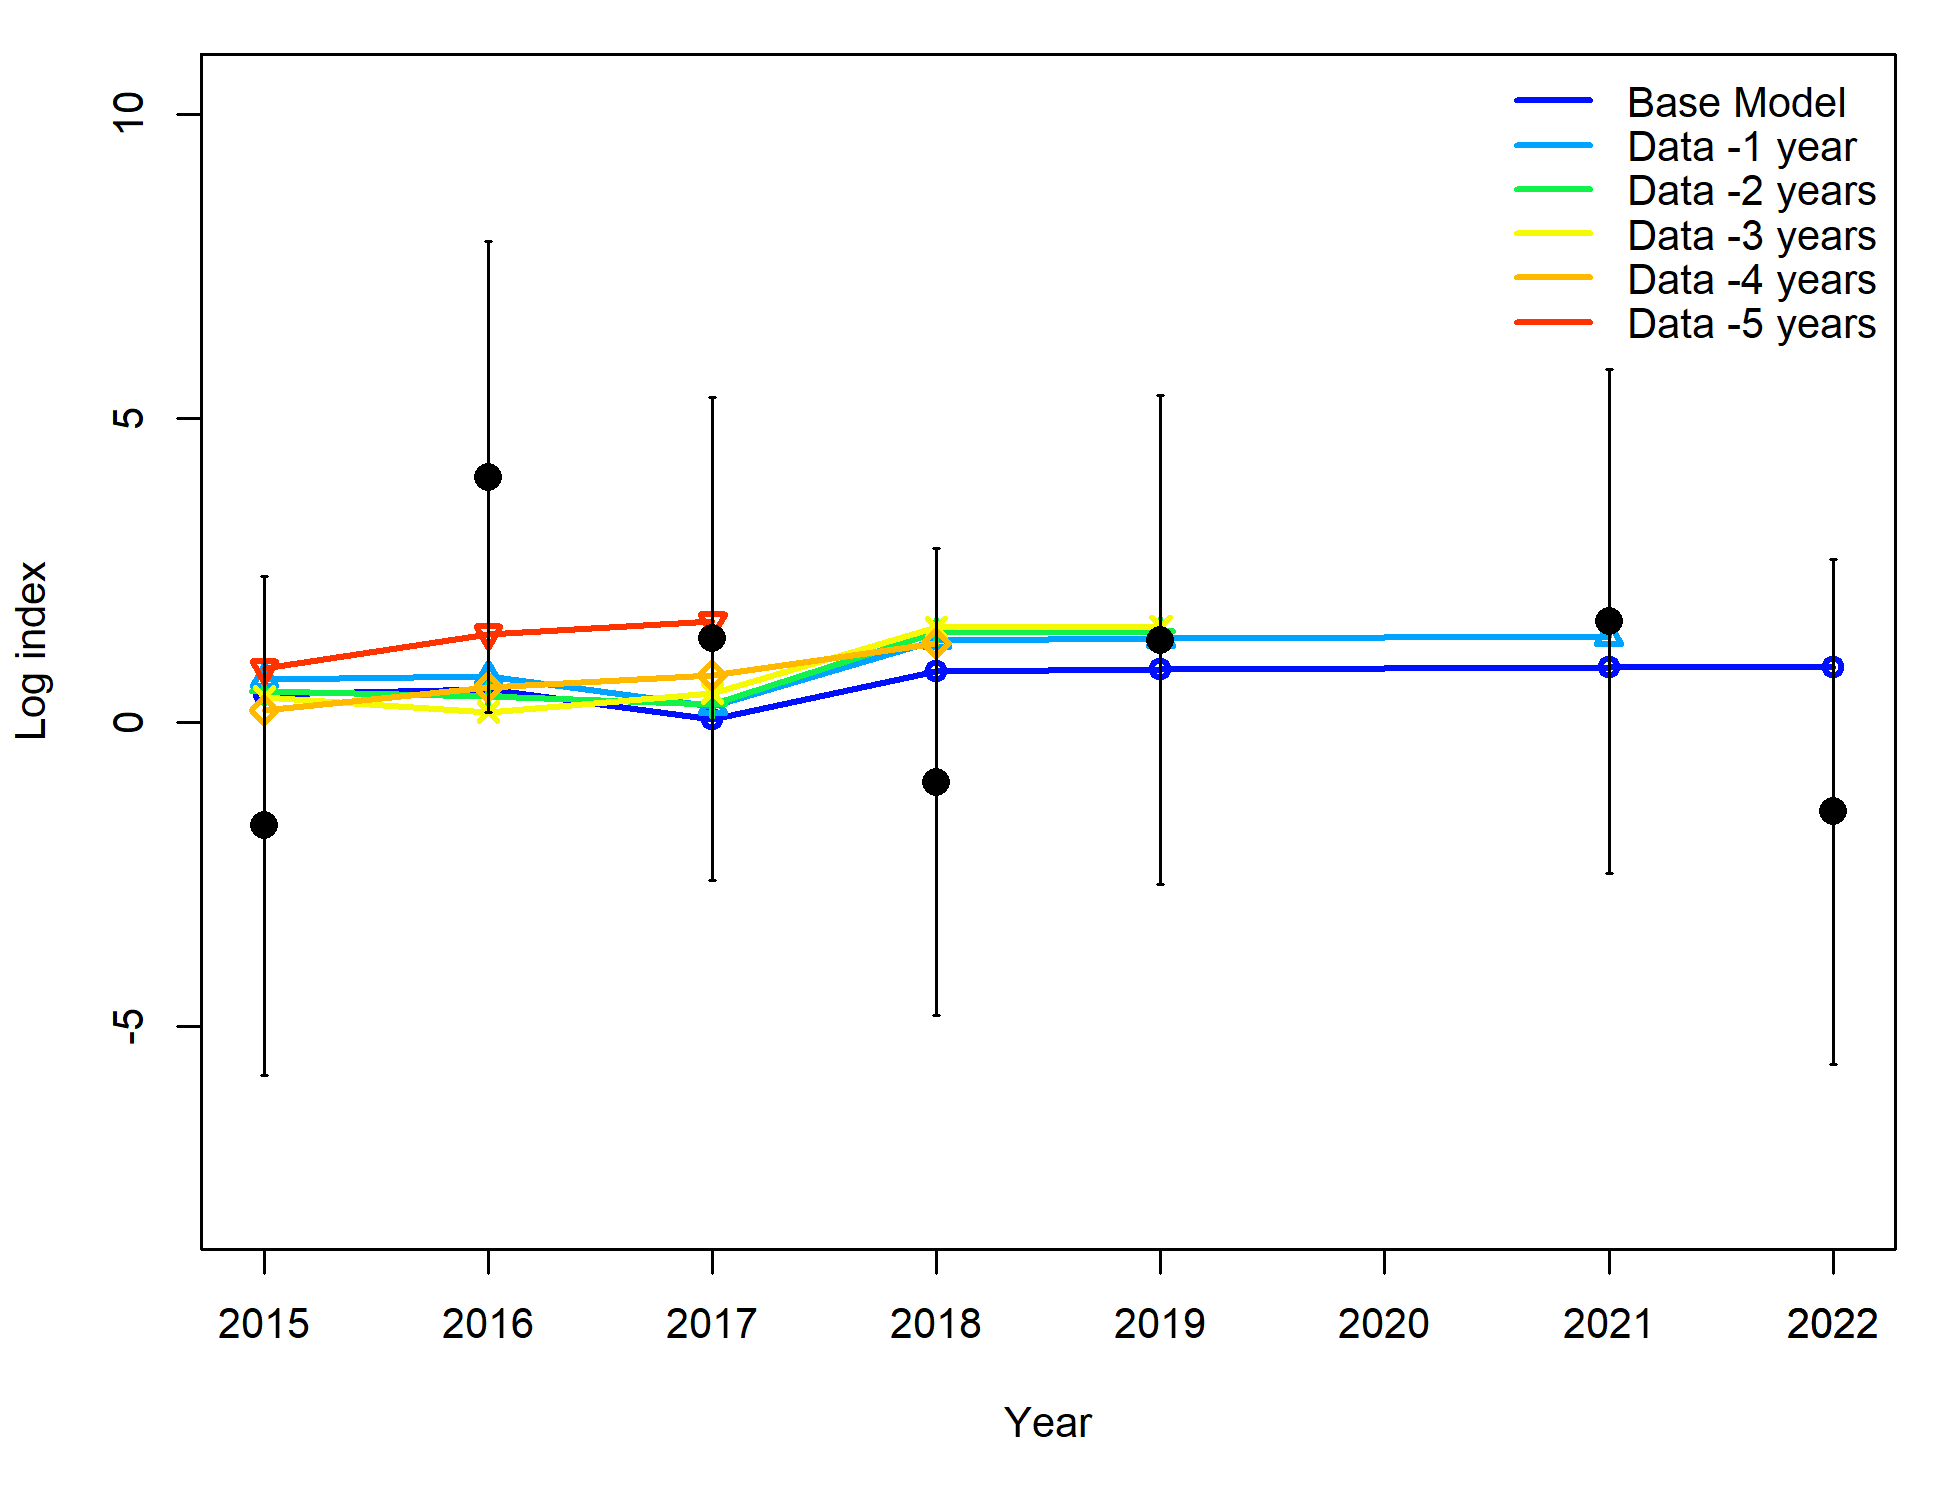 Base Model
Data -1 year
Data -2 years
Data -3 years
Data -4 years
Data -5 years
10
5
0
-5
Log index
2015 2016 2017 2018 2019 2020 2021 2022
Year